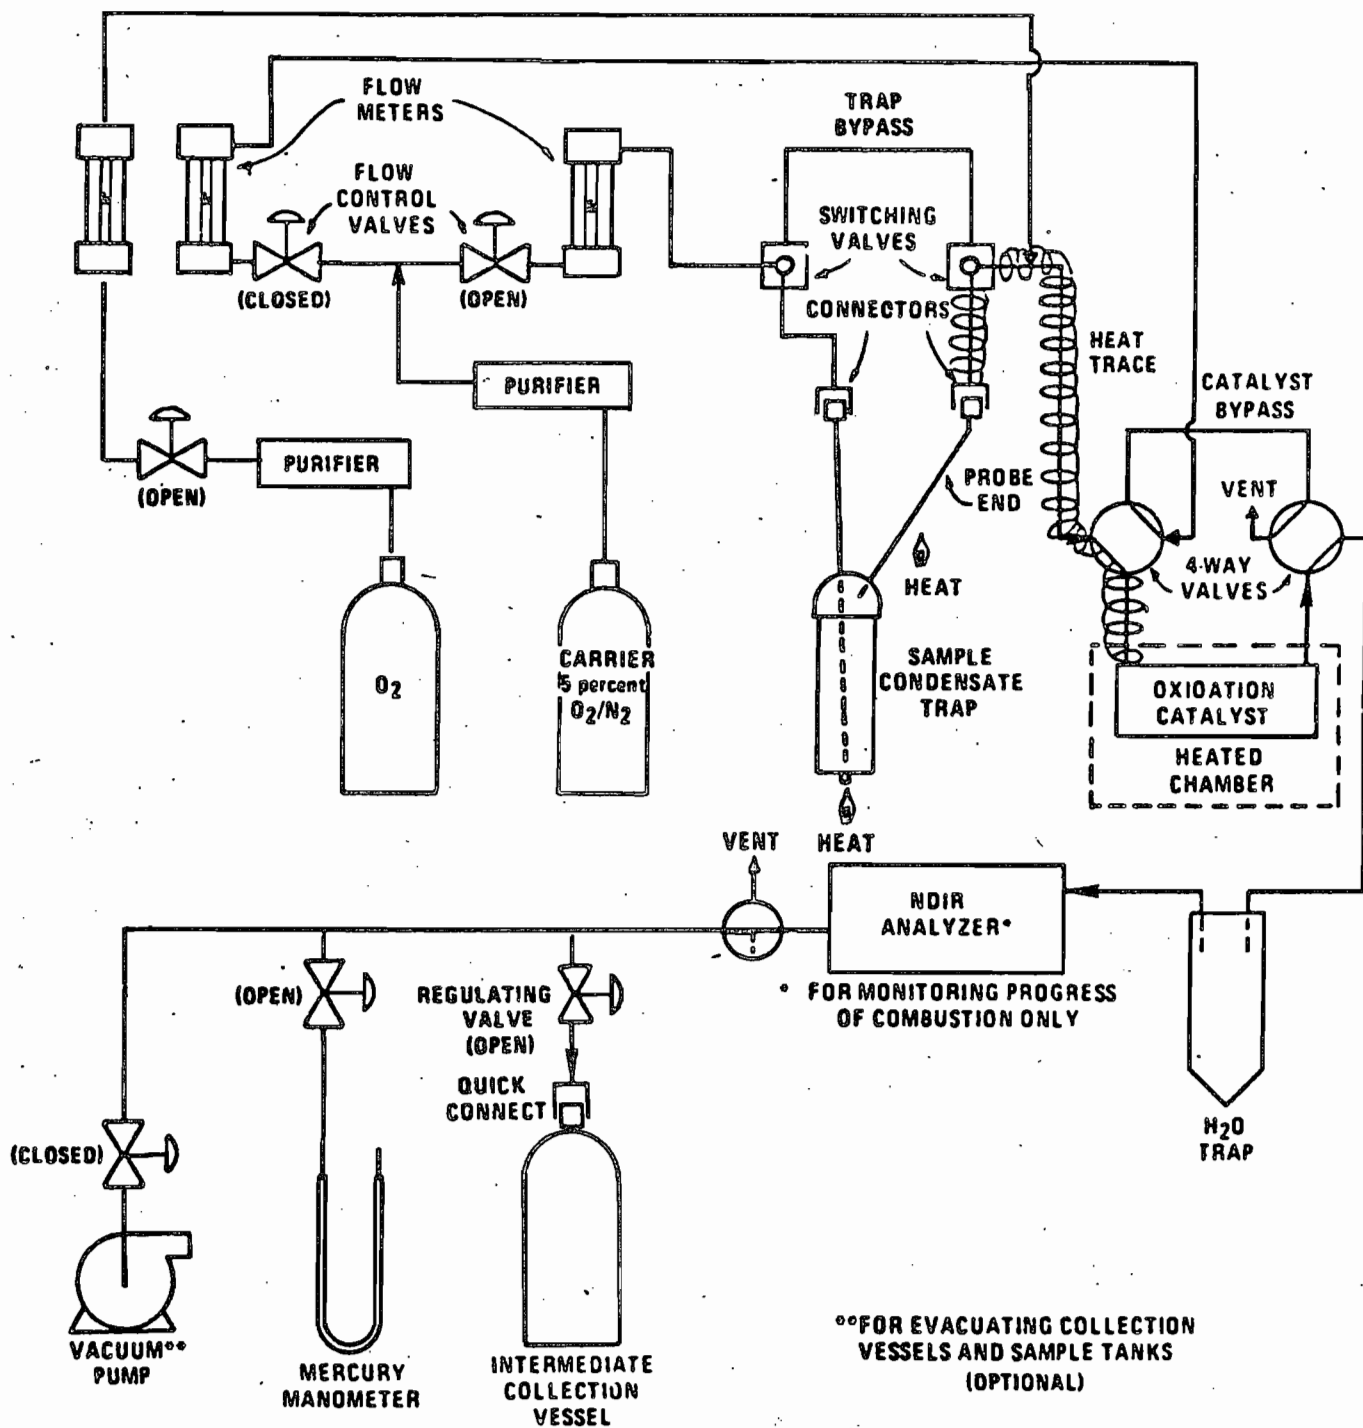 FLOW
METERS
TRAP
BYPASS
FLOW
CONTROL
VALVES
SWITCHING
VALVES
(CLOSED)
(OPEN)
CONNECTORS
HEAT
TRACE
PURIFIER
CATALYST
BYPASS
PURIFIER
(OPEN)
PROBE
END
VENT
HEAT
4-WAY
VALVES
O2
CARRIER
5 percent
O2/N2
SAMPLE
CONDENSATE
TRAP
OXIOATION
CATALYST
HEATED
CHAMBER
VENT
HEAT
NDIR
ANALYZER*
(OPEN)
REGULATING
VALVE
(OPEN)
* FOR MONITORING PROGRESS
OF COMBUSTION ONLY
QUICK
CONNECT
H2O
TRAP
(CLOSED)
VACUUM**
PUMP
MERCURY
MANOMETER
INTERMEDIATE
COLLECTION
VESSEL
**FOR EVACUATING COLLECTION
VESSELS AND SAMPLE TANKS
(OPTIONAL)